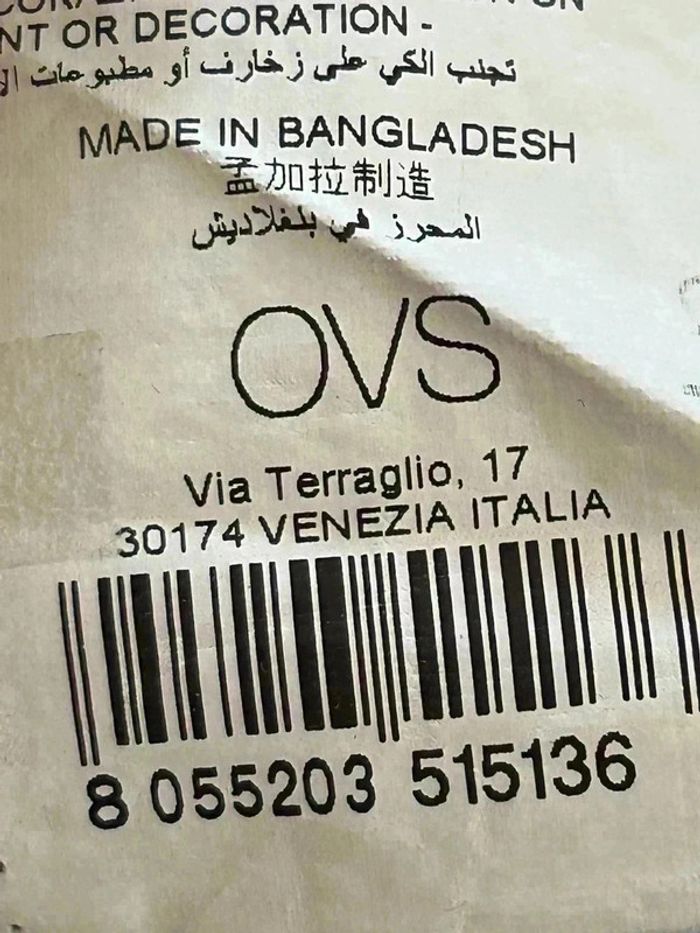 NT OR DECORATION -
تجنب الكي على زخارف أو مطبوعات
MADE IN BANGLADESH
孟加拉制造
المحرز في بلغلاديش
OVS
Via Terraglio, 17
30174 VENEZIA ITALIA
8 055203 515136